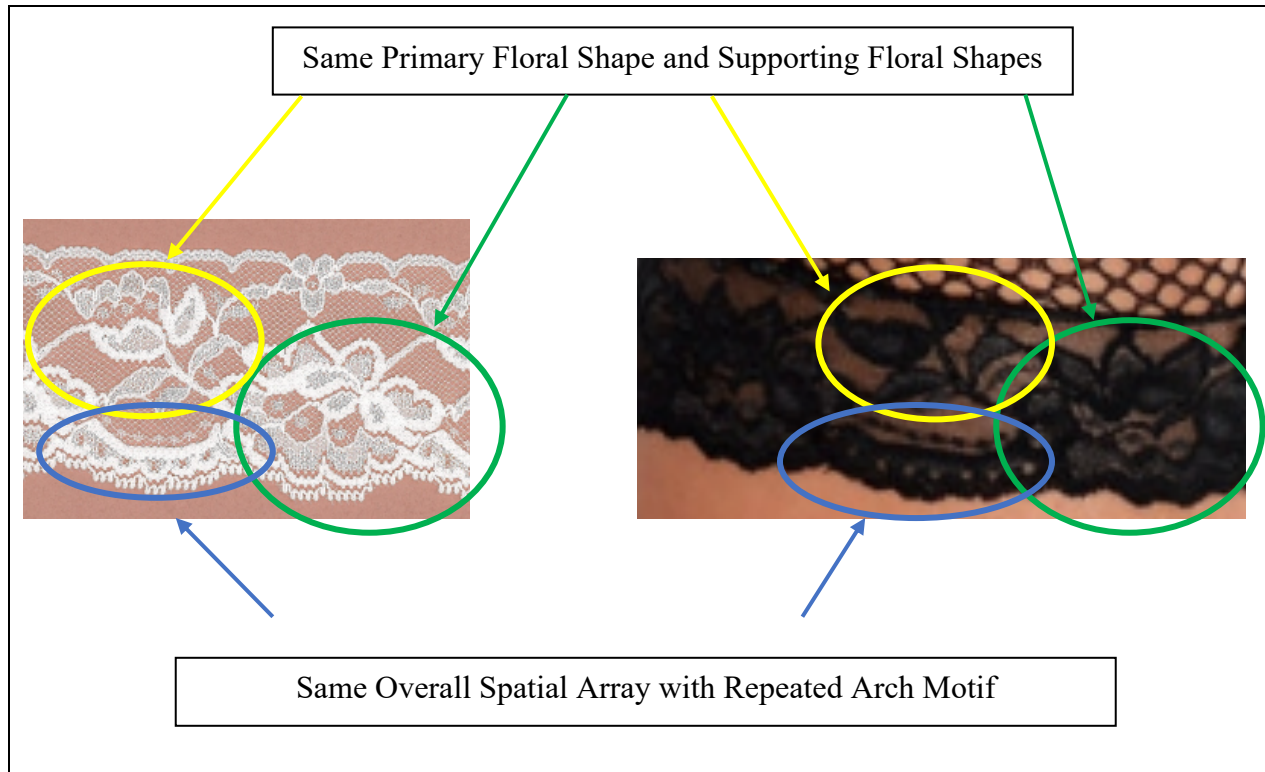 Same Primary Floral Shape and Supporting Floral Shapes
Same Overall Spatial Array with Repeated Arch Motif